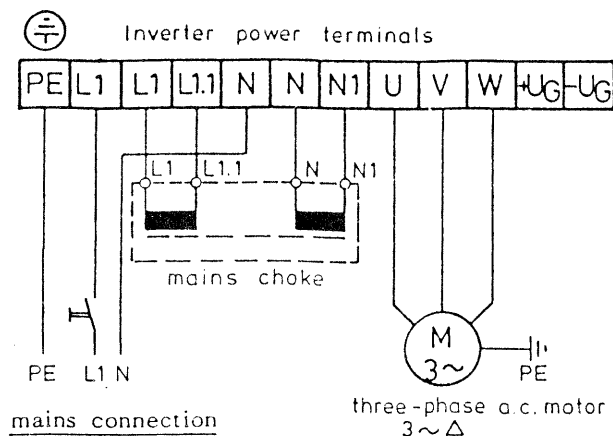 Inverter power terminals
PE L1 L1 L1.1 N N N1 U V W +UG -UG
L1 L1.1 N N1
mains choke
M
3~
PE L1 N PE
mains connection
three-phase a.c. motor
3~ Δ